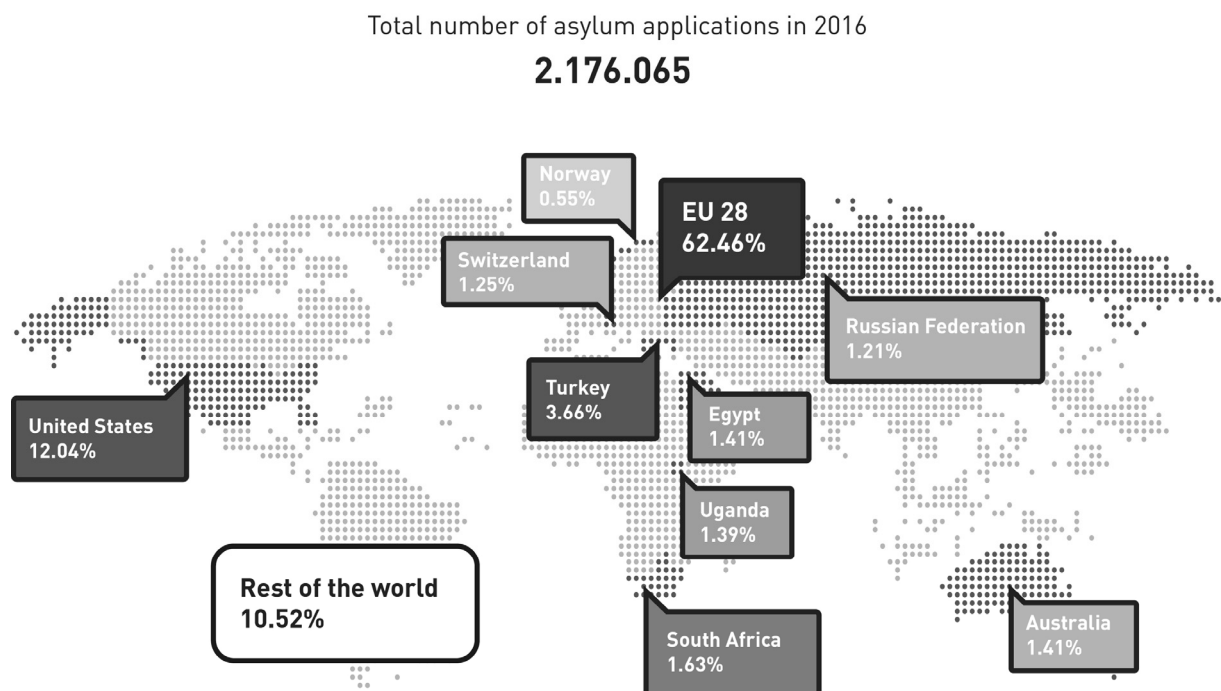 Total number of asylum applications in 2016
2.176.065
Norway
0.55%
EU 28
62.46%
Switzerland
1.25%
Russian Federation
1.21%
Turkey
3.66%
Egypt
1.41%
United States
12.04%
Uganda
1.39%
Rest of the world
10.52%
South Africa
1.63%
Australia
1.41%